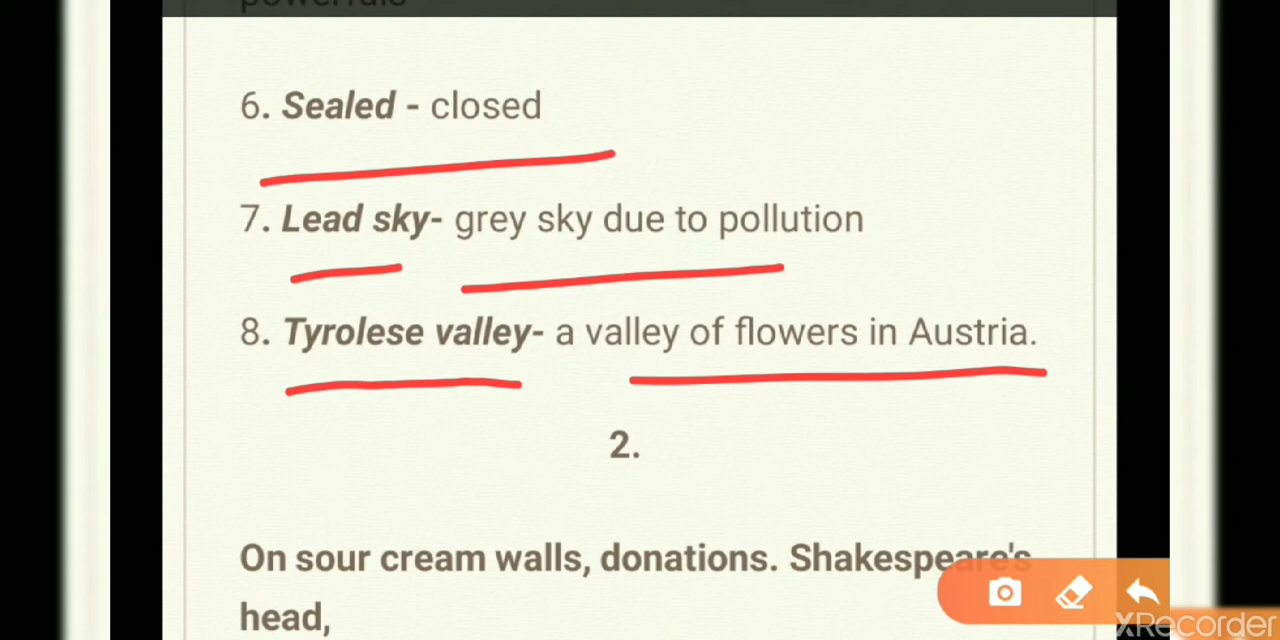 powerfuls
6. Sealed - closed
7. Lead sky- grey sky due to pollution
8. Tyrolese valley- a valley of flowers in Austria.
2.
On sour cream walls, donations. Shakespeare's
head,
XRecorder